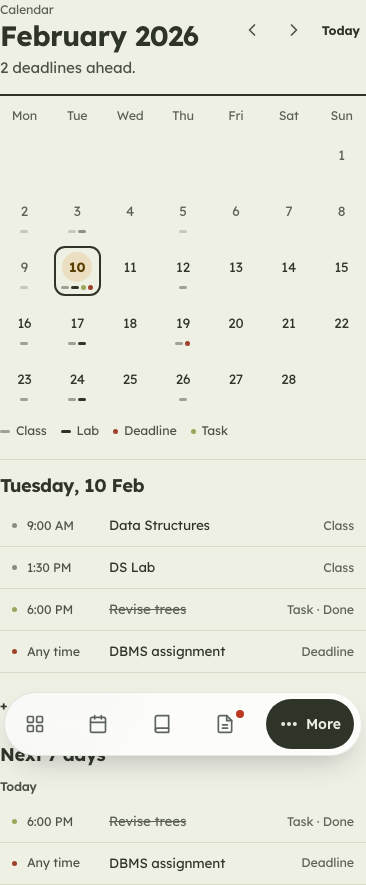 Calendar
February 2026
Today
2 deadlines ahead.
Mon Tue Wed Thu Fri Sat Sun
1
2 3 4 5 6 7 8
9 10 11 12 13 14 15
16 17 18 19 20 21 22
23 24 25 26 27 28
Class Lab Deadline Task
Tuesday, 10 Feb
9:00 AM Data Structures Class
1:30 PM DS Lab Class
6:00 PM Revise trees Task · Done
Any time DBMS assignment Deadline
+
More
Next 7 days
Today
6:00 PM Revise trees Task · Done
Any time DBMS assignment Deadline